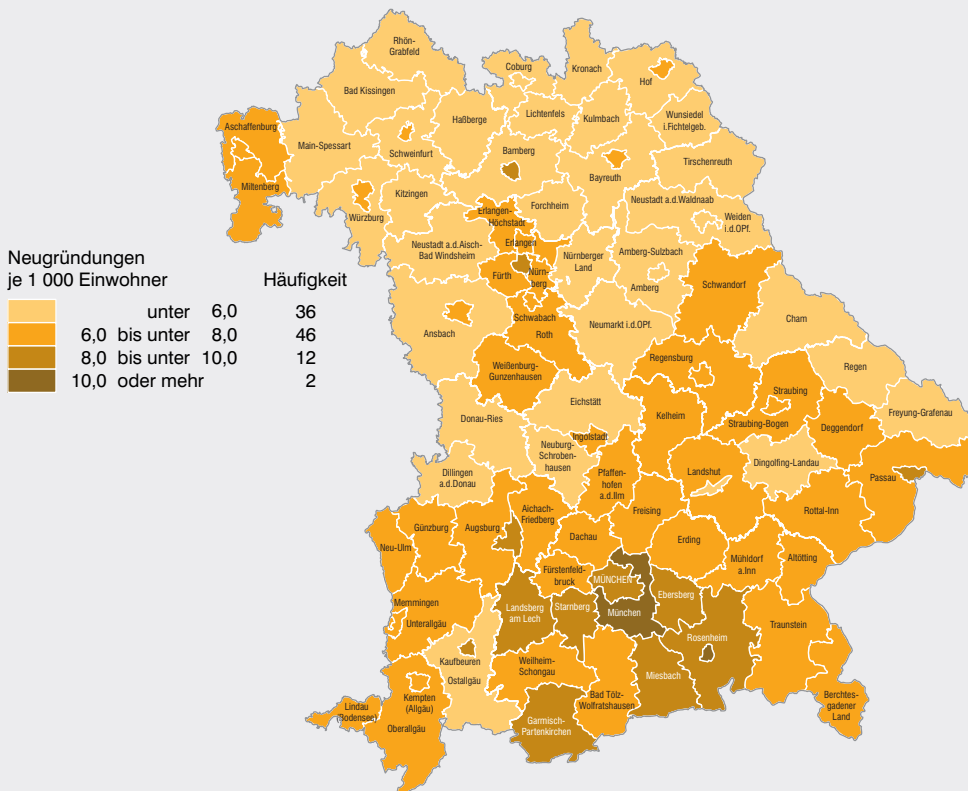 Rhön-
Grabfeld
Coburg
Kronach
Hof
Bad Kissingen
Lichtenfels
Kulmbach
Wunsiedel
i.Fichtelgeb.
Haßberge
Aschaffenburg
Main-Spessart
Schweinfurt
Bamberg
Bayreuth
Tirschenreuth
Miltenberg
Kitzingen
Würzburg
Forchheim
Neustadt a.d.Waldnaab
Weiden
i.d.OPf.
Erlangen-
Höchstadt
Erlangen
Neustadt a.d.Aisch-
Bad Windsheim
Nürnberger
Land
Amberg-Sulzbach
Amberg
Fürth
Nürn-
berg
Schwandorf
Schwabach
Roth
Ansbach
Neumarkt i.d.OPf.
Cham
Neugründungen
je 1 000 Einwohner
Häufigkeit
unter 6,0 36
6,0 bis unter 8,0 46
8,0 bis unter 10,0 12
10,0 oder mehr 2
Weißenburg-
Gunzenhausen
Regensburg
Regen
Eichstätt
Straubing
Freyung-Grafenau
Donau-Ries
Kelheim
Straubing-Bogen
Deggendorf
Ingolstadt
Neuburg-
Schroben-
hausen
Dingolfing-Landau
Dillingen
a.d.Donau
Pfaffen-
hofen
a.d.Ilm
Landshut
Passau
Aichach-
Friedberg
Freising
Rottal-Inn
Günzburg
Augsburg
Dachau
Erding
Neu-Ulm
Mühldorf
a.Inn
Altötting
Fürstenfeld-
bruck
MÜNCHEN
Ebersberg
Memmingen
Unterallgäu
Landsberg
am Lech
Starnberg
München
Traunstein
Rosenheim
Kaufbeuren
Ostallgäu
Weilheim-
Schongau
Miesbach
Bad Tölz-
Wolfratshausen
Berchtes-
gadener
Land
Kempten
(Allgäu)
Lindau
(Bodensee)
Oberallgäu
Garmisch-
Partenkirchen